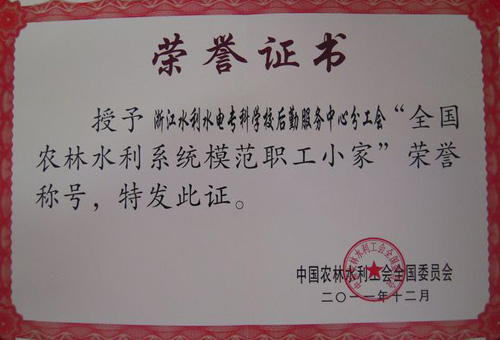 荣誉证书
授予 浙江水利水电专科学校后勤服务中心分工会“全国
农林水利系统模范职工小家”荣誉
称号，特发此证。
中国农林水利工会全国委员会
二〇一一年十二月